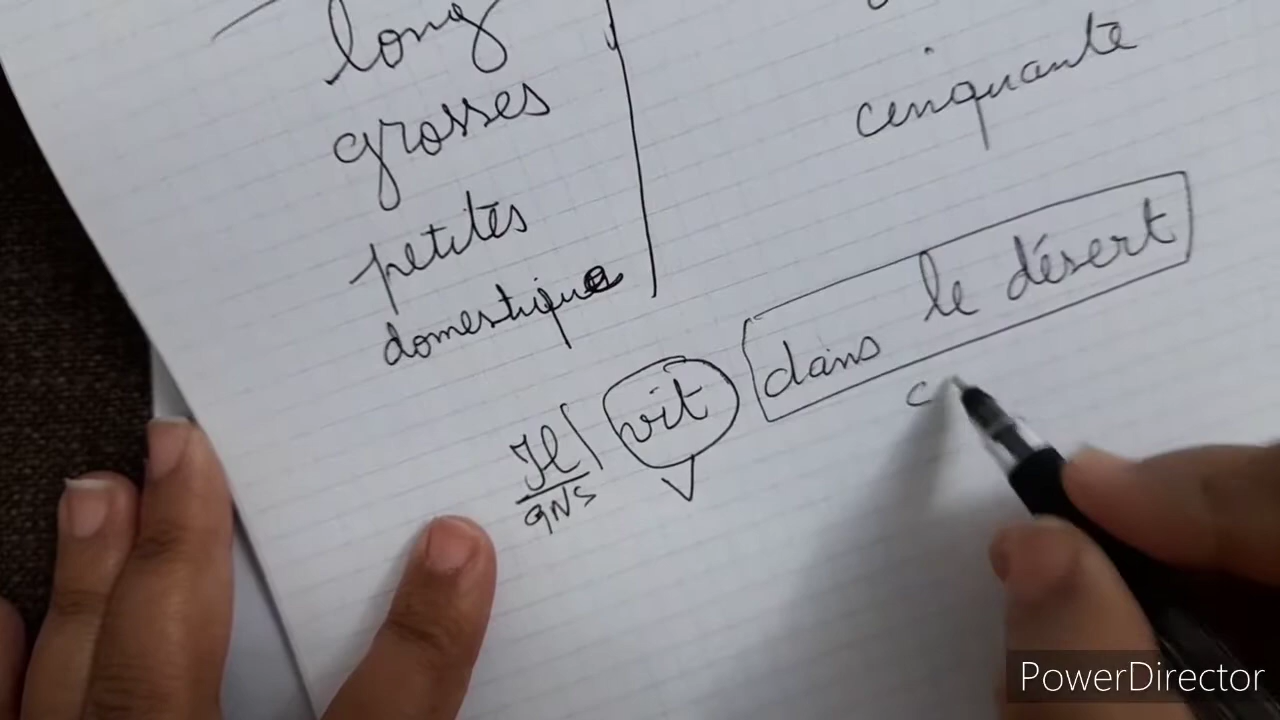 long
grosses
petites
domestique
cinquante
Il vit dans le désert
GNS V C
PowerDirector